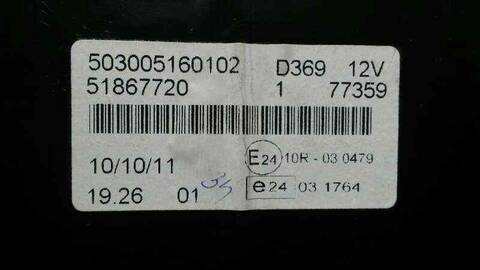 503005160102 D369 12V
51867720 1 77359
10/10/11 E24 10R - 03 0479
19.26 01 e24 03 1764